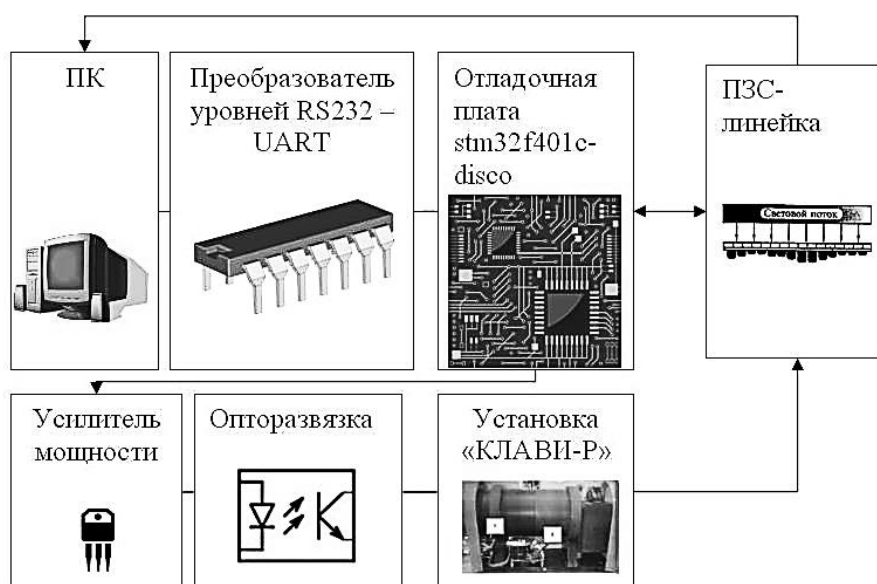 ПК
Преобразователь
уровней RS232 –
UART
Отладочная
плата
stm32f401c-
disco
ПЗС-
линейка
Световой поток
Усилитель
мощности
Опторазвязка
Установка
«КЛАВИ-Р»